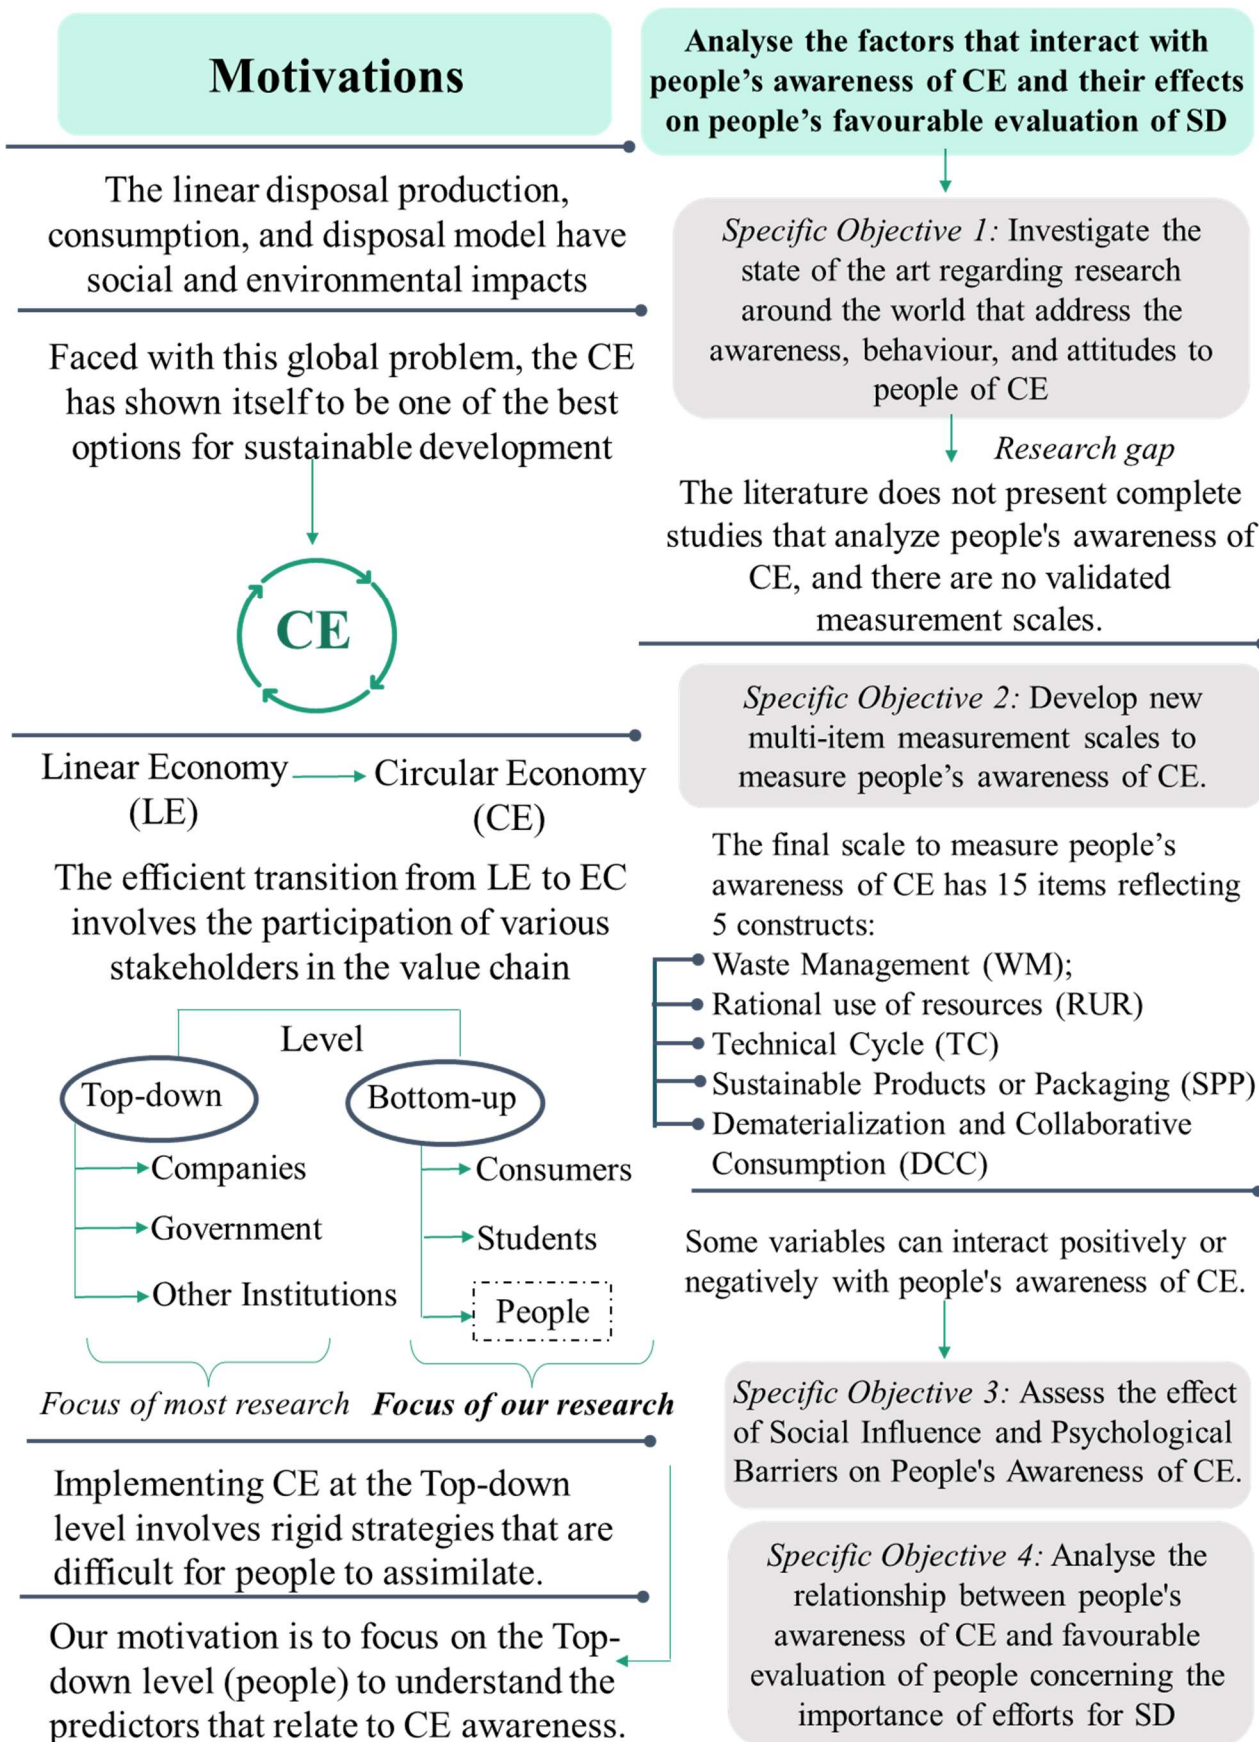 Motivations
The linear disposal production,
consumption, and disposal model have
social and environmental impacts
Faced with this global problem, the CE
has shown itself to be one of the best
options for sustainable development
CE
Linear Economy
(LE)
Circular Economy
(CE)
The efficient transition from LE to EC
involves the participation of various
stakeholders in the value chain
Level
Top-down
Companies
Government
Other Institutions
Focus of most research
Bottom-up
Consumers
Students
People
Focus of our research
Implementing CE at the Top-down
level involves rigid strategies that are
difficult for people to assimilate.
Our motivation is to focus on the Top-
down level (people) to understand the
predictors that relate to CE awareness.
Analyse the factors that interact with
people’s awareness of CE and their effects
on people’s favourable evaluation of SD
Specific Objective 1: Investigate the
state of the art regarding research
around the world that address the
awareness, behaviour, and attitudes to
people of CE
Research gap
The literature does not present complete
studies that analyze people's awareness of
CE, and there are no validated
measurement scales.
Specific Objective 2: Develop new
multi-item measurement scales to
measure people’s awareness of CE.
The final scale to measure people’s
awareness of CE has 15 items reflecting
5 constructs:
Waste Management (WM);
Rational use of resources (RUR)
Technical Cycle (TC)
Sustainable Products or Packaging (SPP)
Dematerialization and Collaborative
Consumption (DCC)
Some variables can interact positively or
negatively with people's awareness of CE.
Specific Objective 3: Assess the effect
of Social Influence and Psychological
Barriers on People's Awareness of CE.
Specific Objective 4: Analyse the
relationship between people's
awareness of CE and favourable
evaluation of people concerning the
importance of efforts for SD